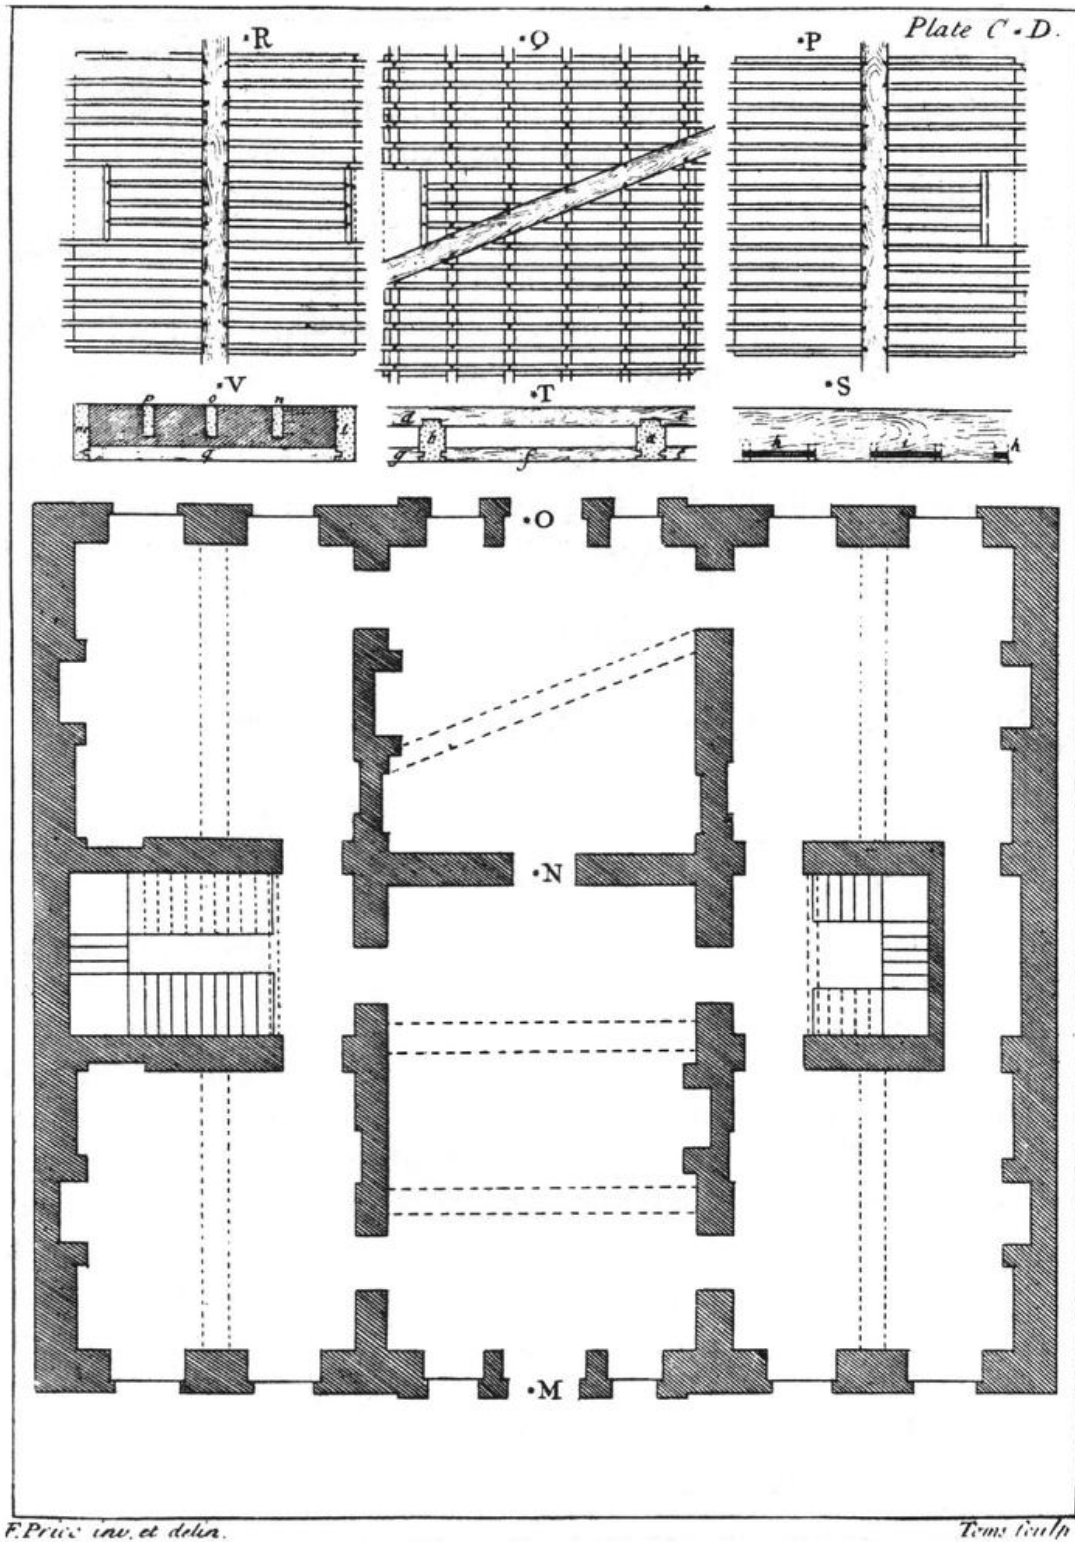 Plate C • D.
•R •Q •P
•V •T •S
p o n
m l
q
d c
b a
g f e
k i h
•O
•N
•M
F. Price inv. et delin. Toms sculp